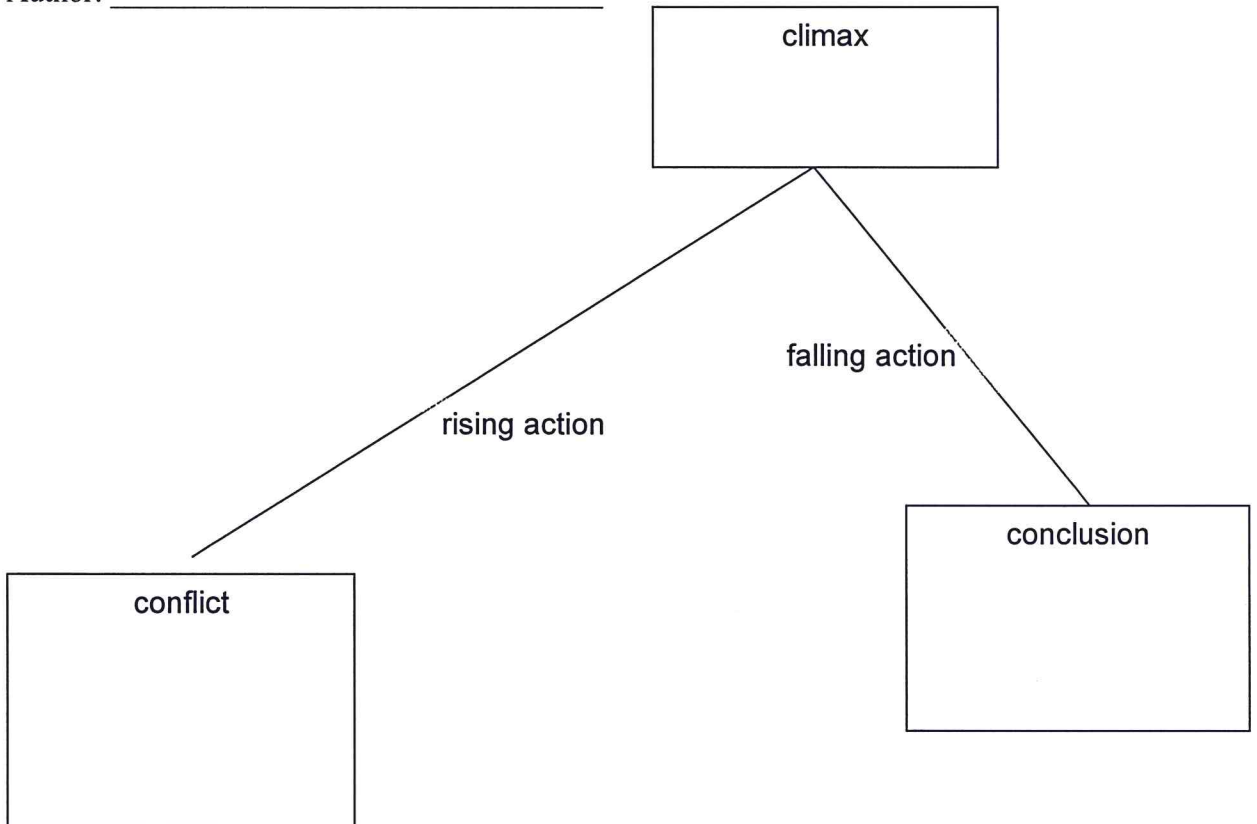 climax
falling action
rising action
conclusion
conflict